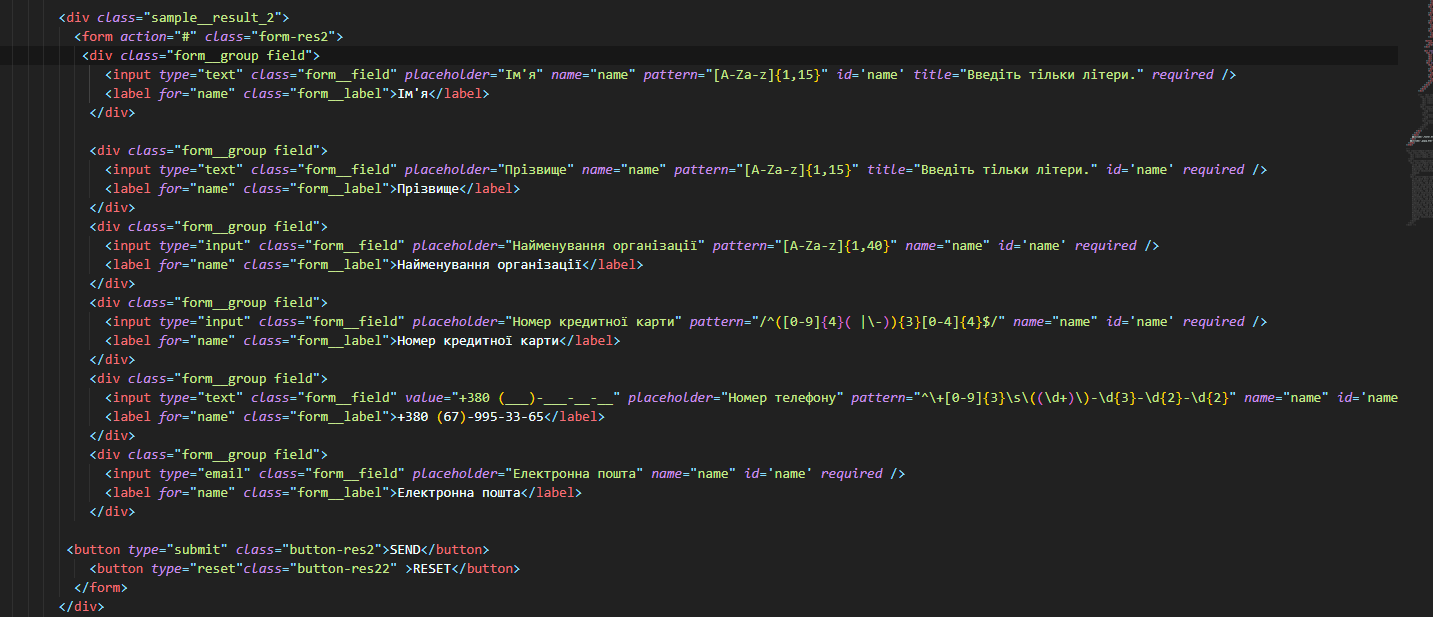 <div class="sample__result_2">
<form action="#" class="form-res2">
<div class="form__group field">
<input type="text" class="form__field" placeholder="Ім'я" name="name" pattern="[A-Za-z]{1,15}" id='name' title="Введіть тільки літери." required />
<label for="name" class="form__label">Ім'я</label>
</div>
<div class="form__group field">
<input type="text" class="form__field" placeholder="Прізвище" name="name" pattern="[A-Za-z]{1,15}" title="Введіть тільки літери." id='name' required />
<label for="name" class="form__label">Прізвище</label>
</div>
<div class="form__group field">
<input type="input" class="form__field" placeholder="Найменування організації" pattern="[A-Za-z]{1,40}" name="name" id='name' required />
<label for="name" class="form__label">Найменування організації</label>
</div>
<div class="form__group field">
<input type="input" class="form__field" placeholder="Номер кредитної карти" pattern="/^([0-9]{4}( |\-)){3}[0-4]{4}$/" name="name" id='name' required />
<label for="name" class="form__label">Номер кредитної карти</label>
</div>
<div class="form__group field">
<input type="text" class="form__field" value="+380 (___)-___-__-__" placeholder="Номер телефону" pattern="^\+[0-9]{3}\s\((\d+)\)-\d{3}-\d{2}-\d{2}" name="name" id='name
<label for="name" class="form__label">+380 (67)-995-33-65</label>
</div>
<div class="form__group field">
<input type="email" class="form__field" placeholder="Електронна пошта" name="name" id='name' required />
<label for="name" class="form__label">Електронна пошта</label>
</div>
<button type="submit" class="button-res2">SEND</button>
<button type="reset"class="button-res22" >RESET</button>
</form>
</div>